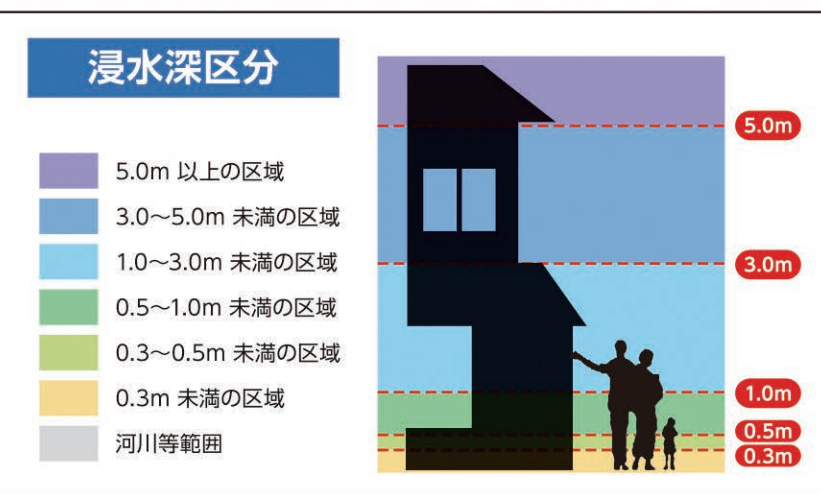 浸水深区分
5.0m 以上の区域
3.0〜5.0m 未満の区域
1.0〜3.0m 未満の区域
0.5〜1.0m 未満の区域
0.3〜0.5m 未満の区域
0.3m 未満の区域
河川等範囲
5.0m
3.0m
1.0m
0.5m
0.3m